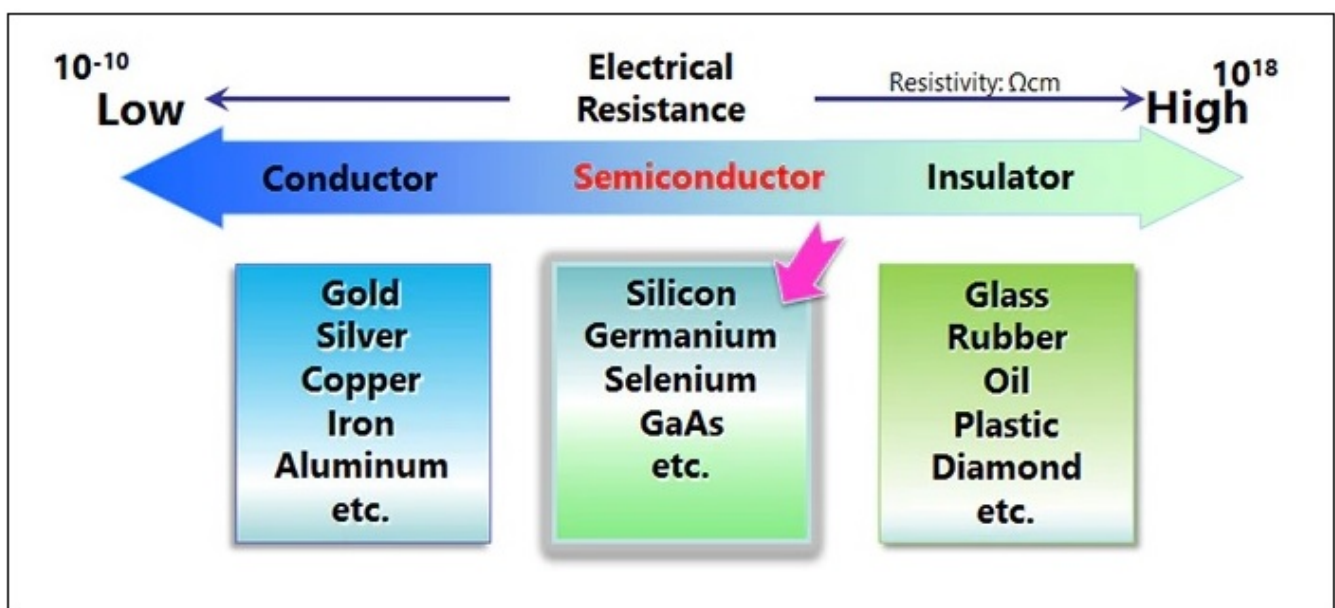 10⁻¹⁰
Low
Electrical
Resistance
Resistivity: Ωcm
10¹⁸
High
Conductor
Semiconductor
Insulator
Gold
Silver
Copper
Iron
Aluminum
etc.
Silicon
Germanium
Selenium
GaAs
etc.
Glass
Rubber
Oil
Plastic
Diamond
etc.